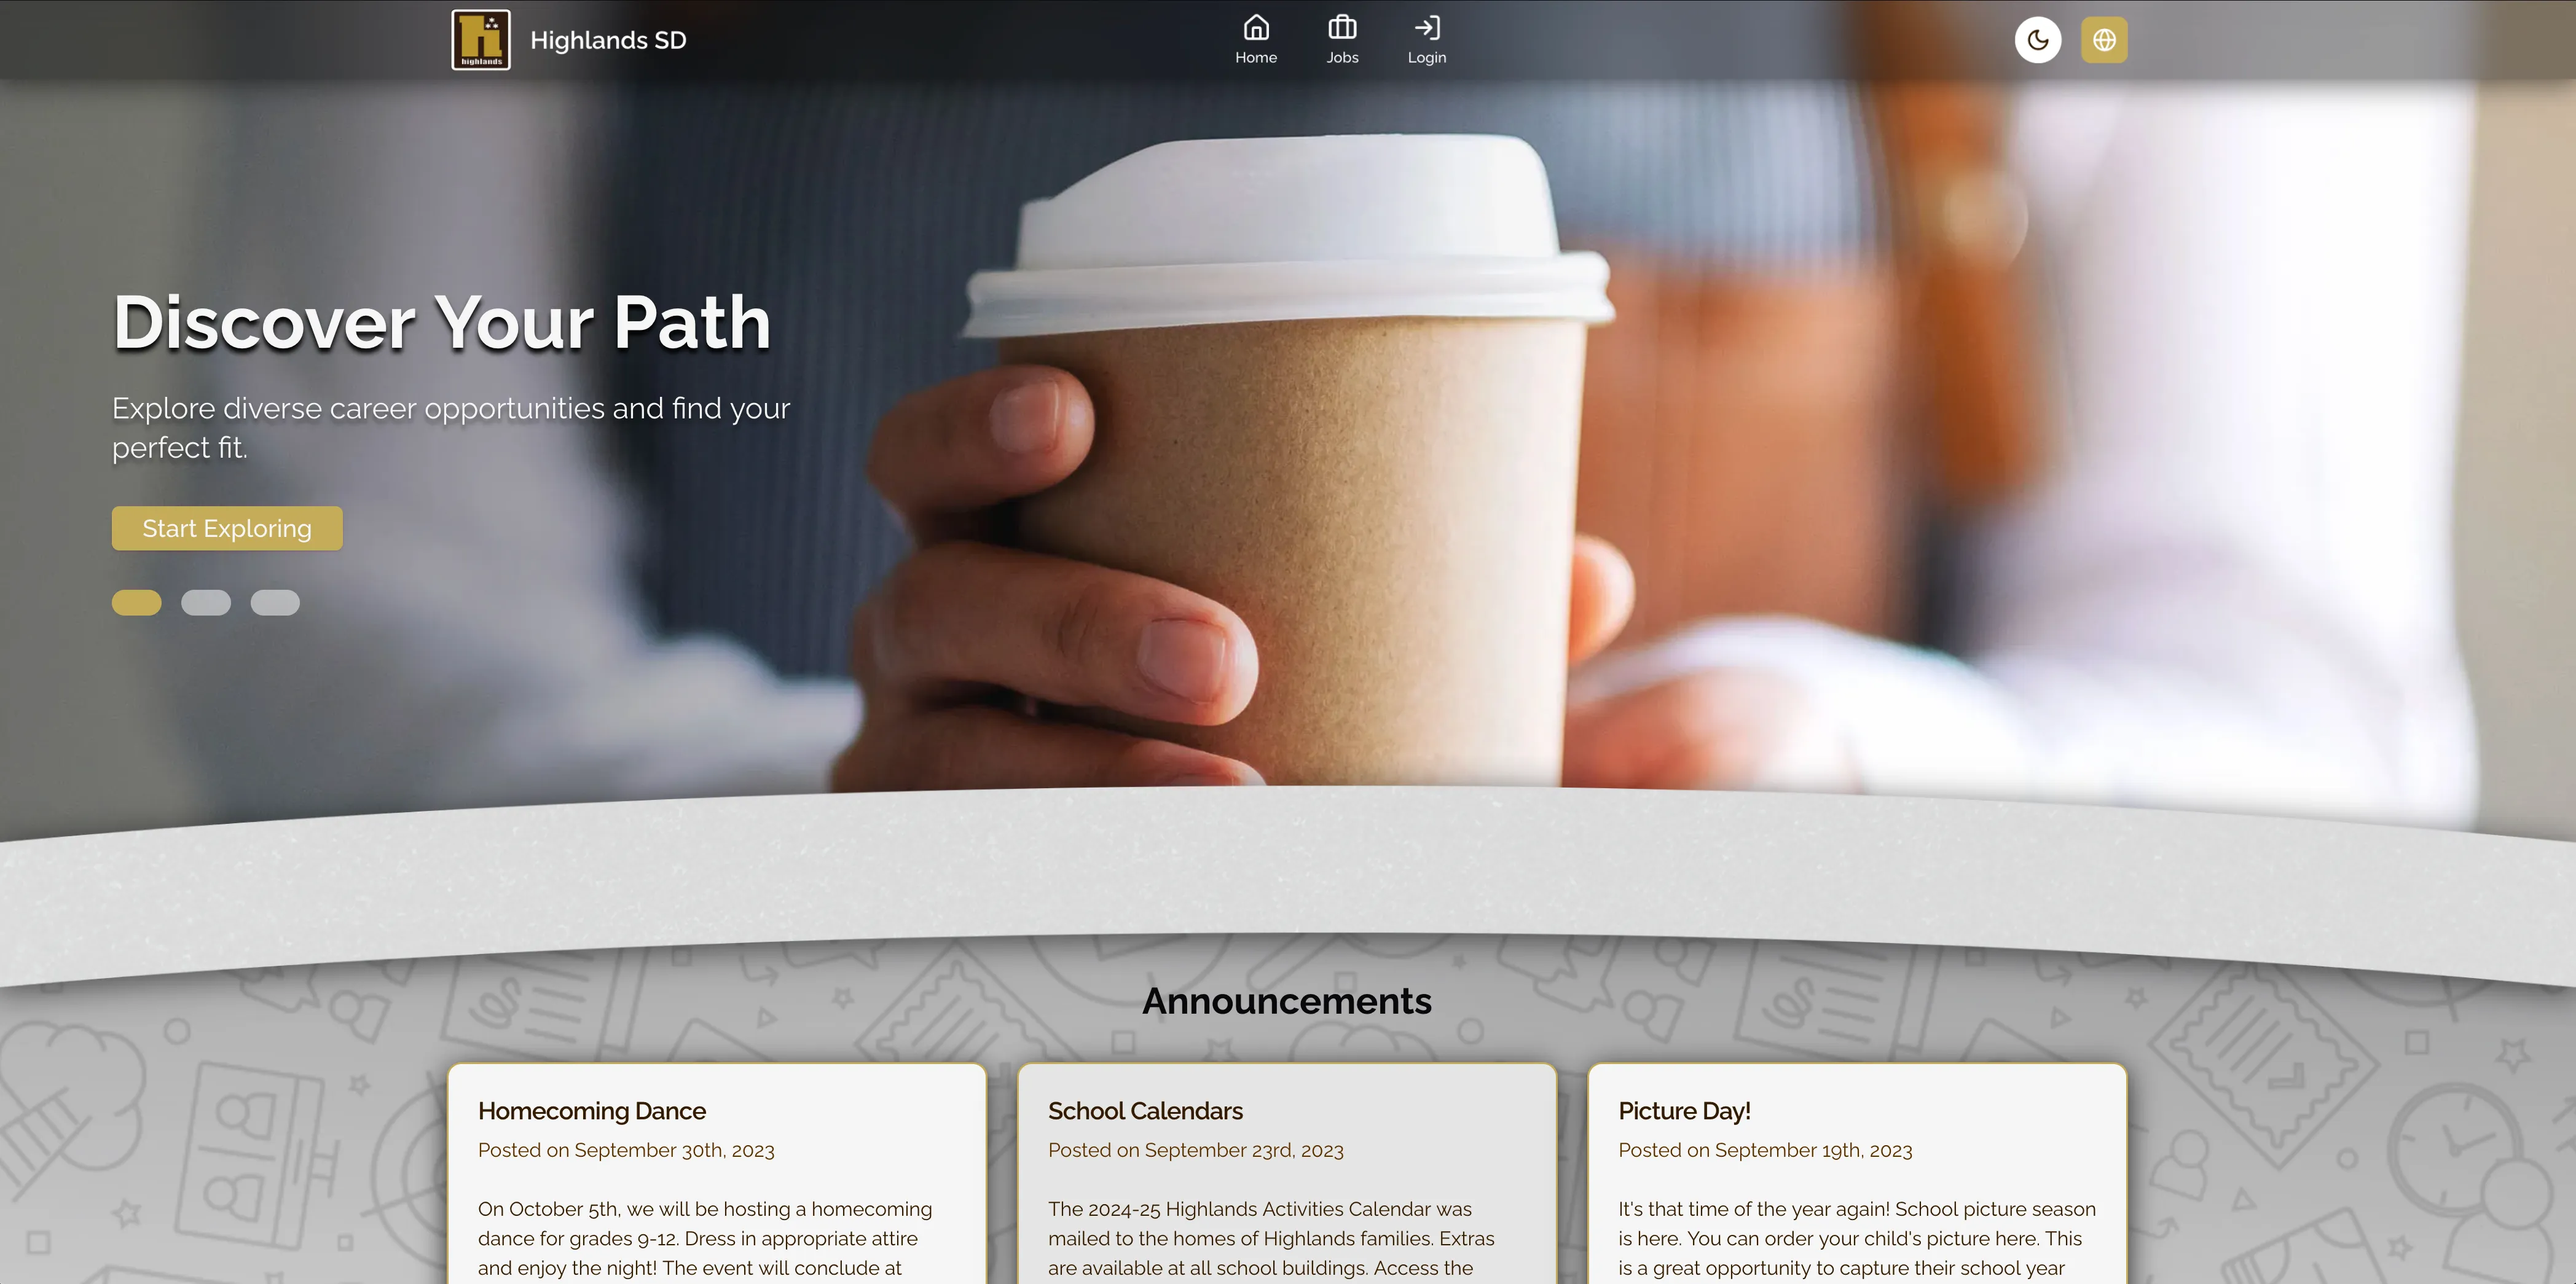 highlands
Highlands SD
Home
Jobs
Login
Discover Your Path
Explore diverse career opportunities and find your
perfect fit.
Start Exploring
Announcements
Homecoming Dance
Posted on September 30th, 2023
On October 5th, we will be hosting a homecoming
dance for grades 9-12. Dress in appropriate attire
and enjoy the night! The event will conclude at
School Calendars
Posted on September 23rd, 2023
The 2024-25 Highlands Activities Calendar was
mailed to the homes of Highlands families. Extras
are available at all school buildings. Access the
Picture Day!
Posted on September 19th, 2023
It's that time of the year again! School picture season
is here. You can order your child's picture here. This
is a great opportunity to capture their school year